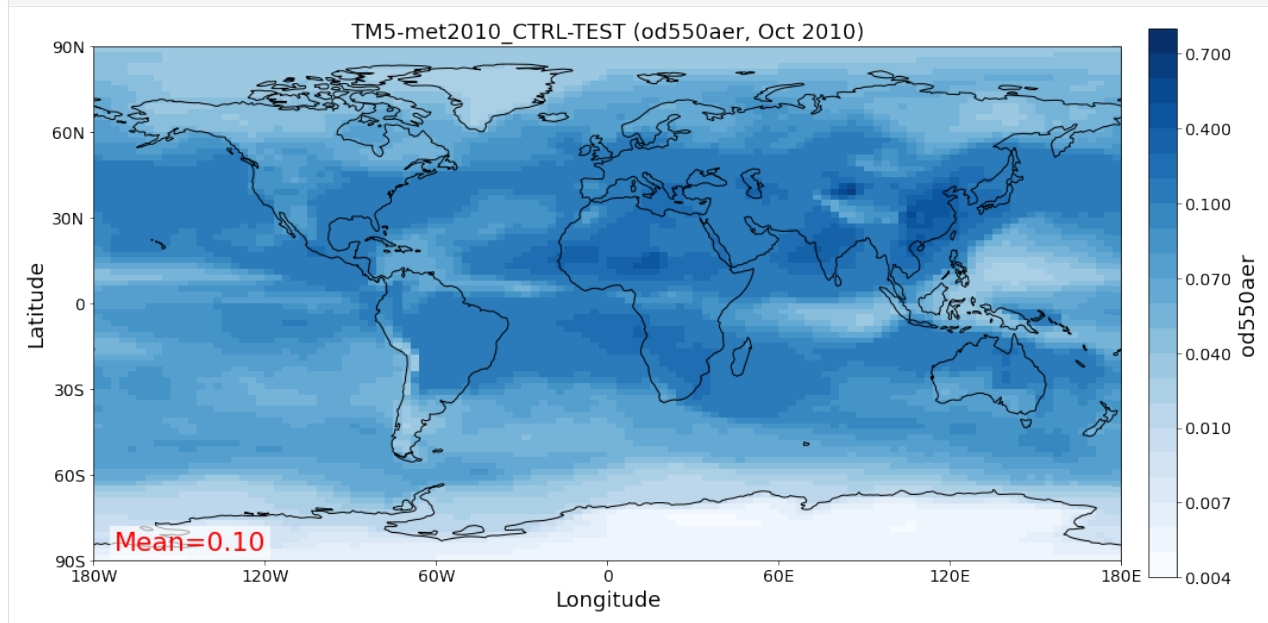 TM5-met2010_CTRL-TEST (od550aer, Oct 2010)
90N
60N
30N
0
30S
60S
90S
Latitude
Mean=0.10
180W
120W
60W
0
60E
120E
180E
Longitude
0.700
0.400
0.100
0.070
0.040
0.010
0.007
0.004
od550aer